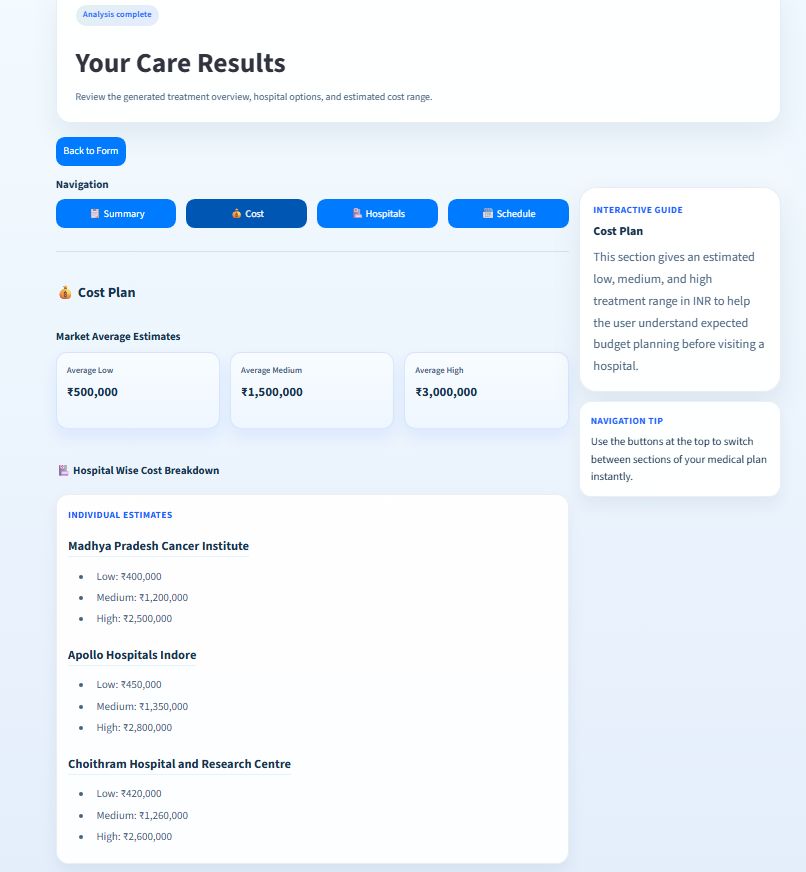 Analysis complete
Your Care Results
Review the generated treatment overview, hospital options, and estimated cost range.
Back to Form
Navigation
Summary
Cost
Hospitals
Schedule
Cost Plan
Market Average Estimates
Average Low
₹500,000
Average Medium
₹1,500,000
Average High
₹3,000,000
Hospital Wise Cost Breakdown
INDIVIDUAL ESTIMATES
Madhya Pradesh Cancer Institute
Low: ₹400,000
Medium: ₹1,200,000
High: ₹2,500,000
Apollo Hospitals Indore
Low: ₹450,000
Medium: ₹1,350,000
High: ₹2,800,000
Choithram Hospital and Research Centre
Low: ₹420,000
Medium: ₹1,260,000
High: ₹2,600,000
INTERACTIVE GUIDE
Cost Plan
This section gives an estimated
low, medium, and high
treatment range in INR to help
the user understand expected
budget planning before visiting a
hospital.
NAVIGATION TIP
Use the buttons at the top to switch
between sections of your medical plan
instantly.